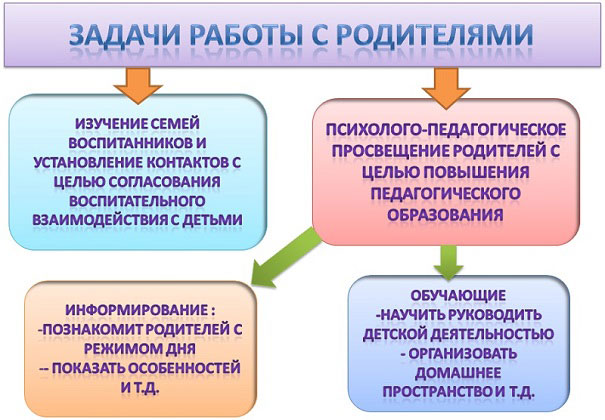 ЗАДАЧИ РАБОТЫ С РОДИТЕЛЯМИ
ИЗУЧЕНИЕ СЕМЕЙ
ВОСПИТАННИКОВ И
УСТАНОВЛЕНИЕ КОНТАКТОВ С
ЦЕЛЬЮ СОГЛАСОВАНИЯ
ВОСПИТАТЕЛЬНОГО
ВЗАИМОДЕЙСТВИЯ С ДЕТЬМИ
ПСИХОЛОГО-ПЕДАГОГИЧЕСКОЕ
ПРОСВЕЩЕНИЕ РОДИТЕЛЕЙ С
ЦЕЛЬЮ ПОВЫШЕНИЯ
ПЕДАГОГИЧЕСКОГО
ОБРАЗОВАНИЯ
ИНФОРМИРОВАНИЕ :
-ПОЗНАКОМИТ РОДИТЕЛЕЙ С
РЕЖИМОМ ДНЯ
-- ПОКАЗАТЬ ОСОБЕННОСТЕЙ
И Т.Д.
ОБУЧАЮЩИЕ
-НАУЧИТЬ РУКОВОДИТЬ
ДЕТСКОЙ ДЕЯТЕЛЬНОСТЬЮ
- ОРГАНИЗОВАТЬ
ДОМАШНЕЕ
ПРОСТРАНСТВО И Т.Д.